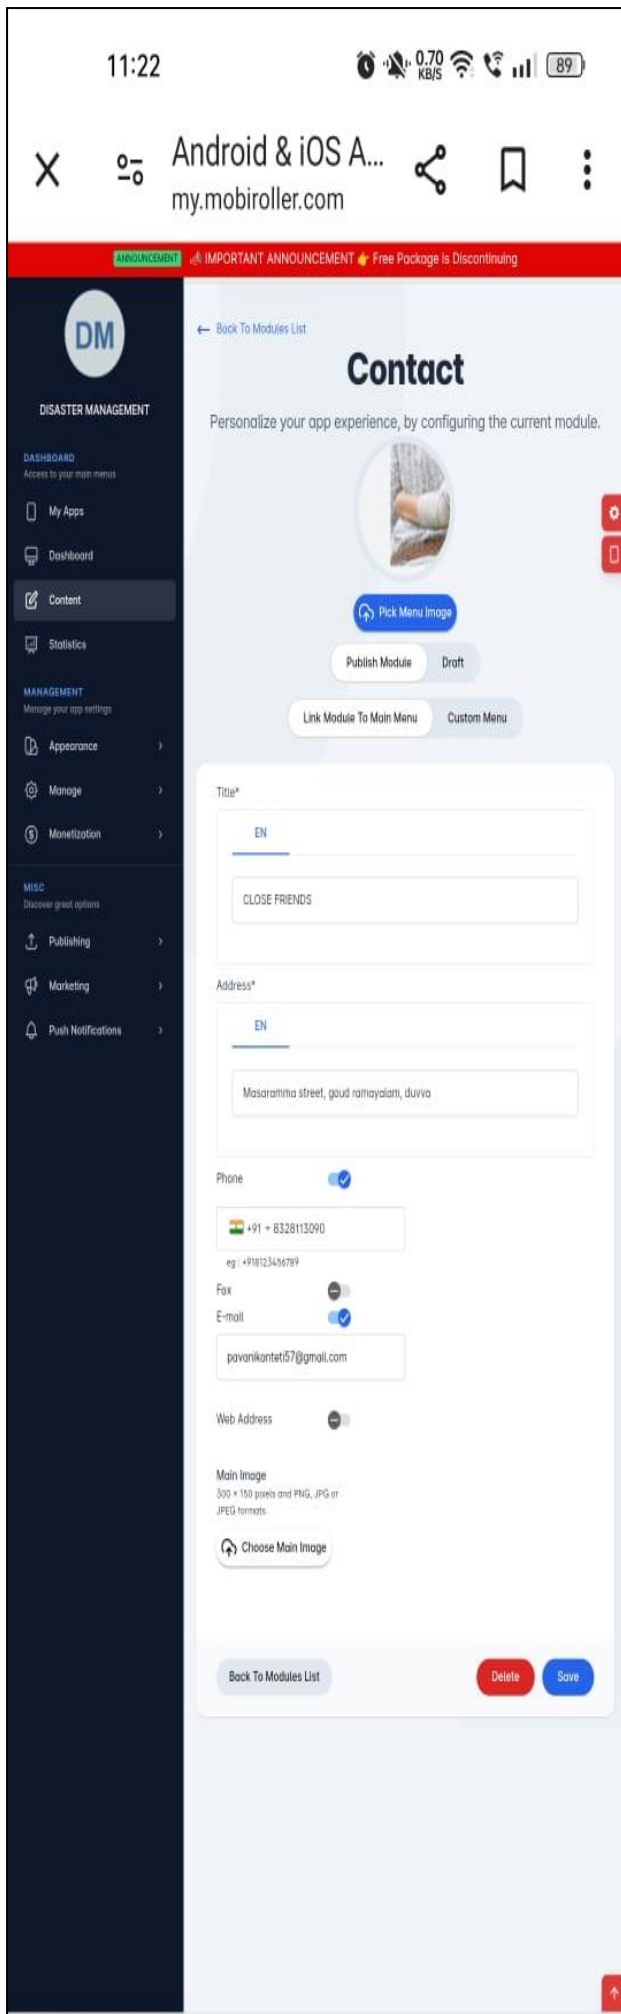 11:22
0.70
KB/S
89
Android & iOS A...
my.mobiroller.com
ANNOUNCEMENT IMPORTANT ANNOUNCEMENT 👉 Free Package is Discontinuing
DM
DISASTER MANAGEMENT
DASHBOARD
Access to your main menus
My Apps
Dashboard
Content
Statistics
MANAGEMENT
Manage your app settings
Appearance
Manage
Monetization
MISC
Discover great options
Publishing
Marketing
Push Notifications
← Back To Modules List
Contact
Personalize your app experience, by configuring the current module.
Pick Menu Image
Publish Module Draft
Link Module To Main Menu Custom Menu
Title*
EN
CLOSE FRIENDS
Address*
EN
Masaramma street, goud ramayalam, duvva
Phone
+91 8328113090
eg : +918123456789
Fax
E-mail
pavanikanteti57@gmail.com
Web Address
Main Image
300 × 150 pixels and PNG, JPG or
JPEG formats.
Choose Main Image
Back To Modules List Delete Save